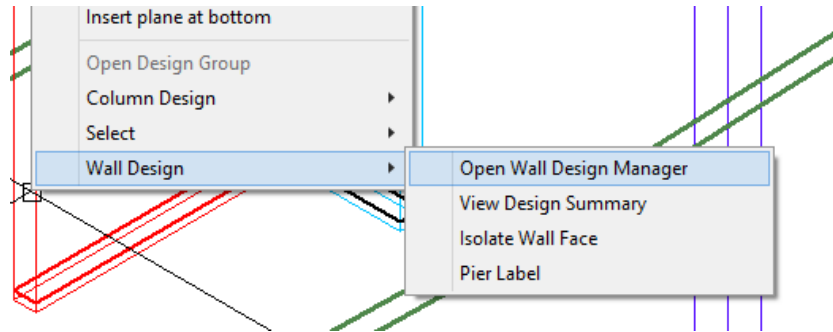 Insert plane at bottom
Open Design Group
Column Design
Select
Wall Design
Open Wall Design Manager
View Design Summary
Isolate Wall Face
Pier Label